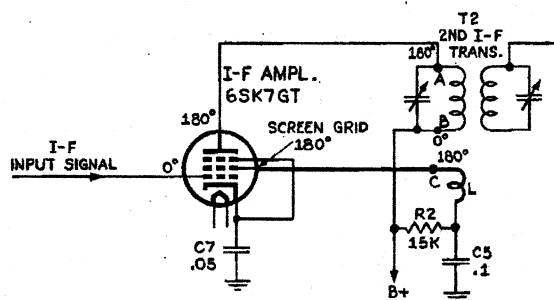 T2
2ND I-F
TRANS.
180°
A
I-F AMPL.
6SK7GT
180°
SCREEN GRID
180°
B
0°
I-F
INPUT SIGNAL
0°
180°
C
L
R2
15K
C7
.05
C5
.1
B+